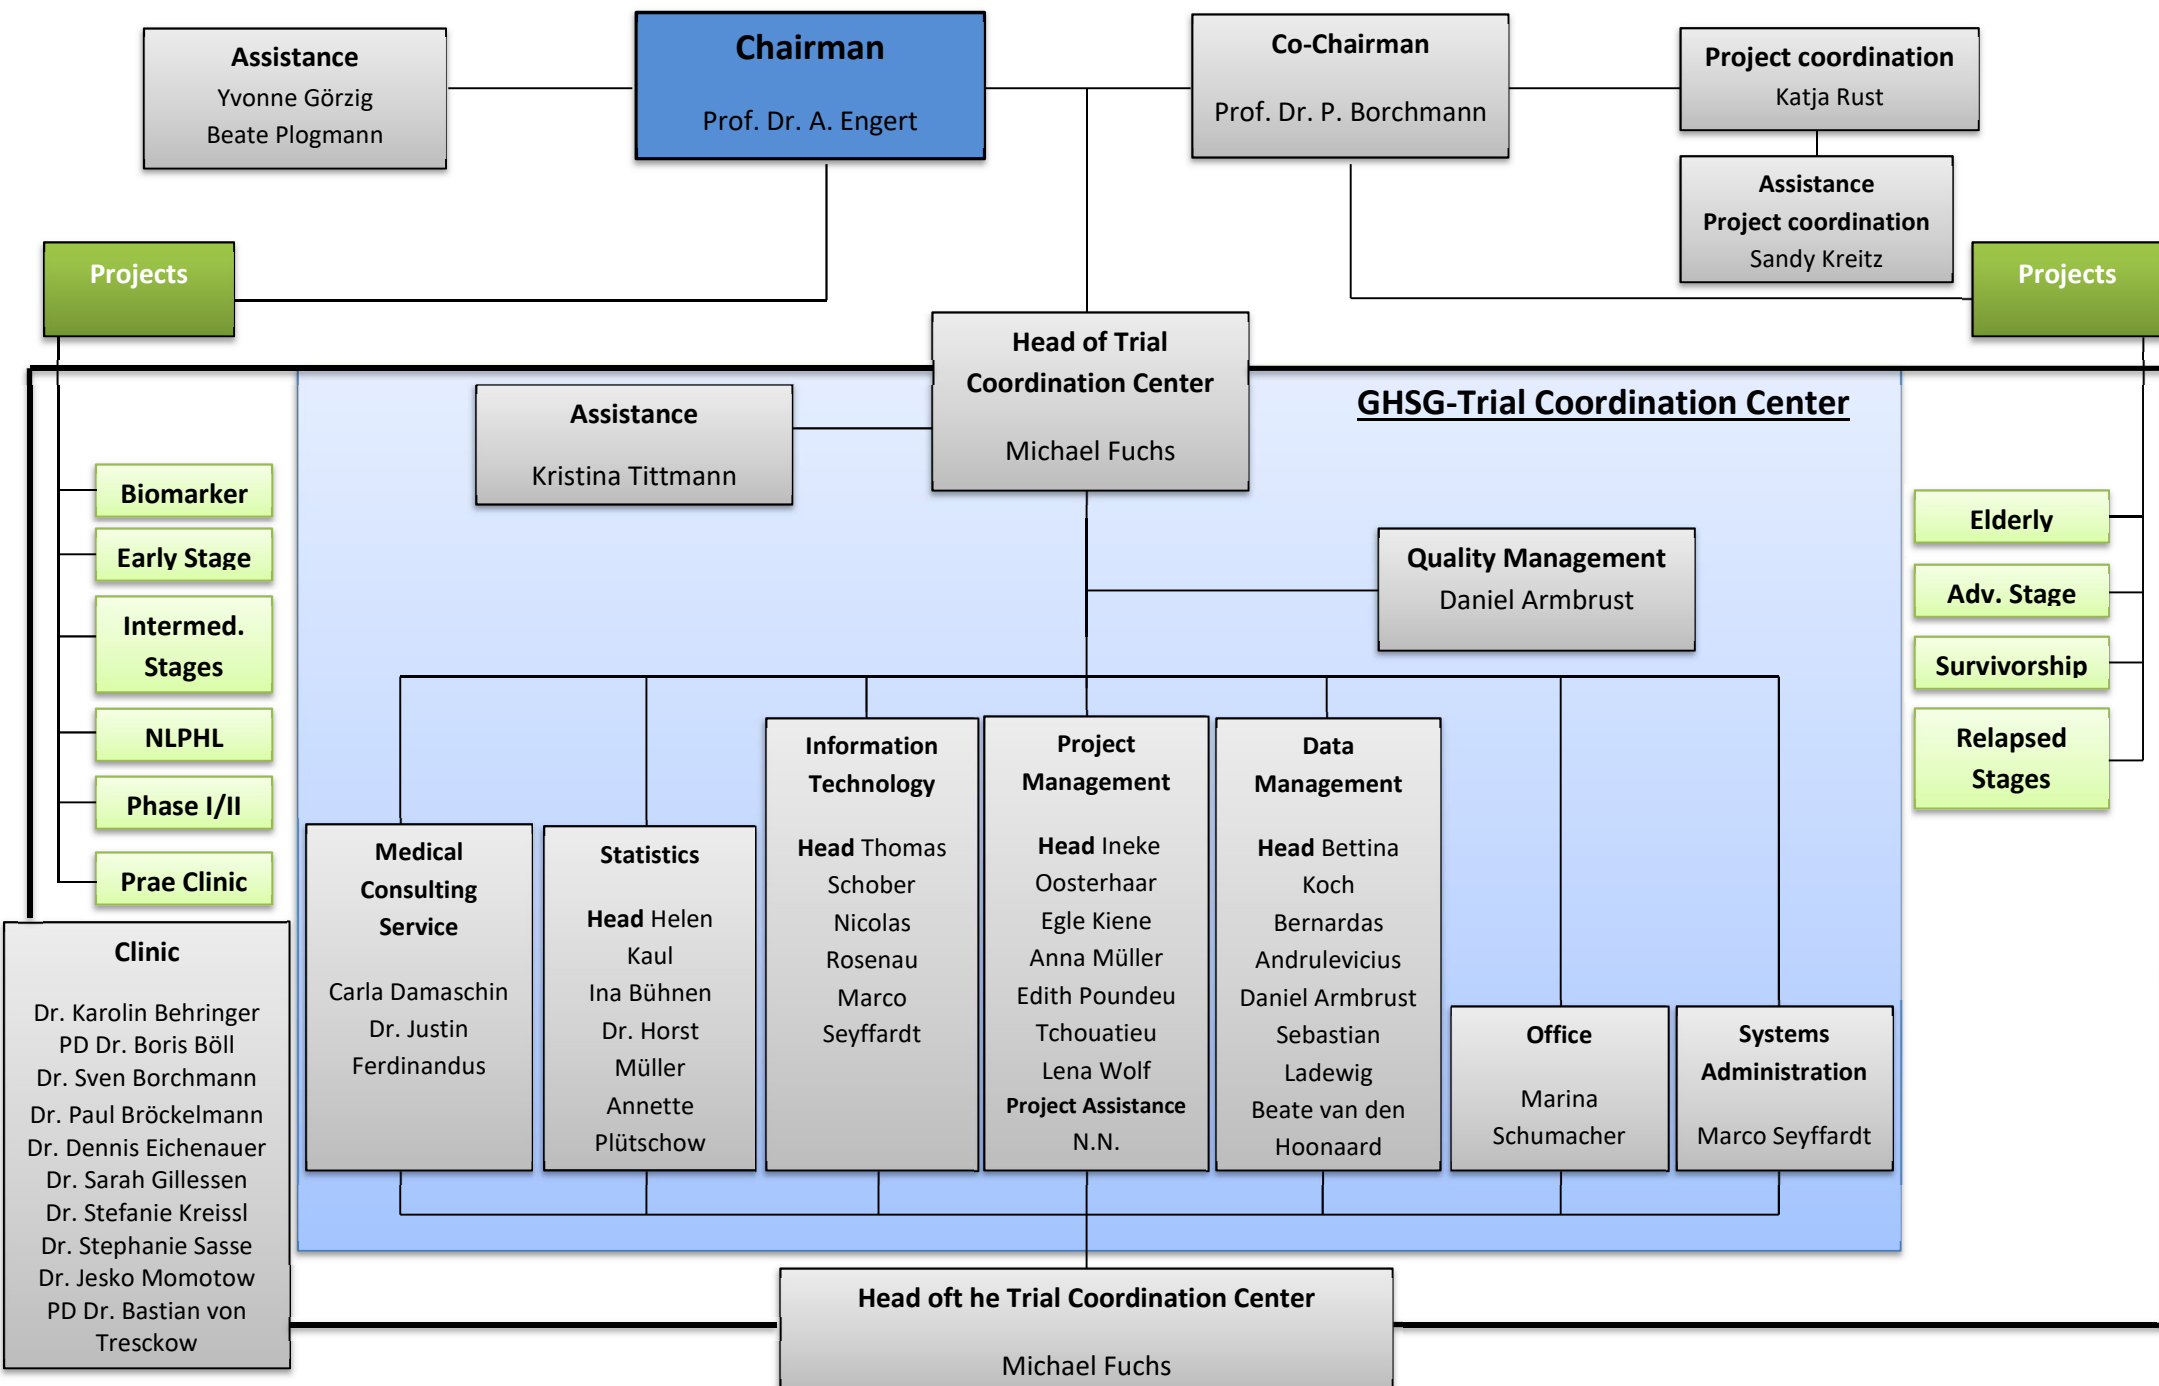 Assistance
Yvonne Görzig
Beate Plogmann
Chairman
Prof. Dr. A. Engert
Co-Chairman
Prof. Dr. P. Borchmann
Project coordination
Katja Rust
Assistance
Project coordination
Sandy Kreitz
Projects
Projects
Head of Trial
Coordination Center
Michael Fuchs
Assistance
Kristina Tittmann
GHSG-Trial Coordination Center
Quality Management
Daniel Armbrust
Biomarker
Early Stage
Intermed.
Stages
NLPHL
Phase I/II
Prae Clinic
Elderly
Adv. Stage
Survivorship
Relapsed
Stages
Clinic
Dr. Karolin Behringer
PD Dr. Boris Böll
Dr. Sven Borchmann
Dr. Paul Bröckelmann
Dr. Dennis Eichenauer
Dr. Sarah Gillessen
Dr. Stefanie Kreissl
Dr. Stephanie Sasse
Dr. Jesko Momotow
PD Dr. Bastian von
Tresckow
Medical
Consulting
Service
Carla Damaschin
Dr. Justin
Ferdinandus
Statistics
Head Helen
Kaul
Ina Bühnen
Dr. Horst
Müller
Annette
Plütschow
Information
Technology
Head Thomas
Schober
Nicolas
Rosenau
Marco
Seyffardt
Project
Management
Head Ineke
Oosterhaar
Egle Kiene
Anna Müller
Edith Poundeu
Tchouatieu
Lena Wolf
Project Assistance
N.N.
Data
Management
Head Bettina
Koch
Bernardas
Andrulevicius
Daniel Armbrust
Sebastian
Ladewig
Beate van den
Hoonaard
Office
Marina
Schumacher
Systems
Administration
Marco Seyffardt
Head oft he Trial Coordination Center
Michael Fuchs